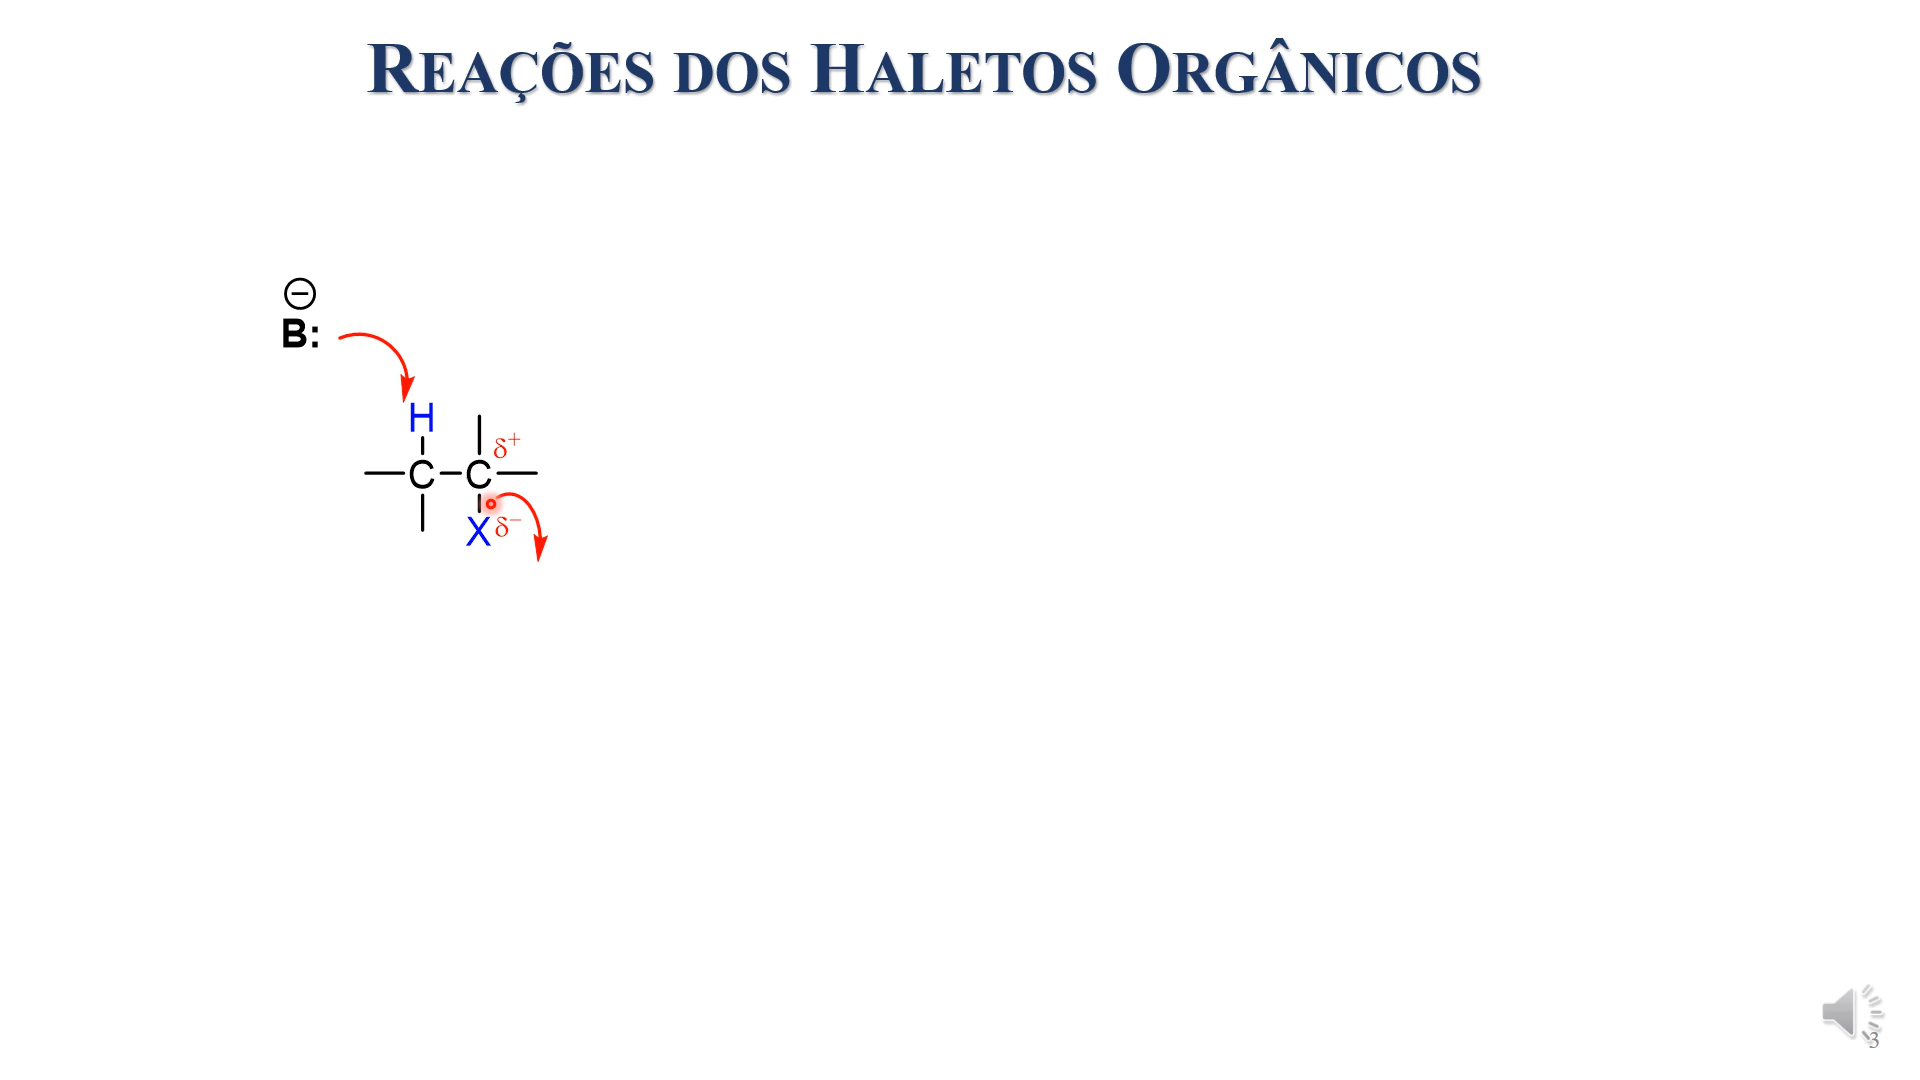 REAÇÕES DOS HALETOS ORGÂNICOS
⊖
B:
H
δ+
C C
X δ−
3